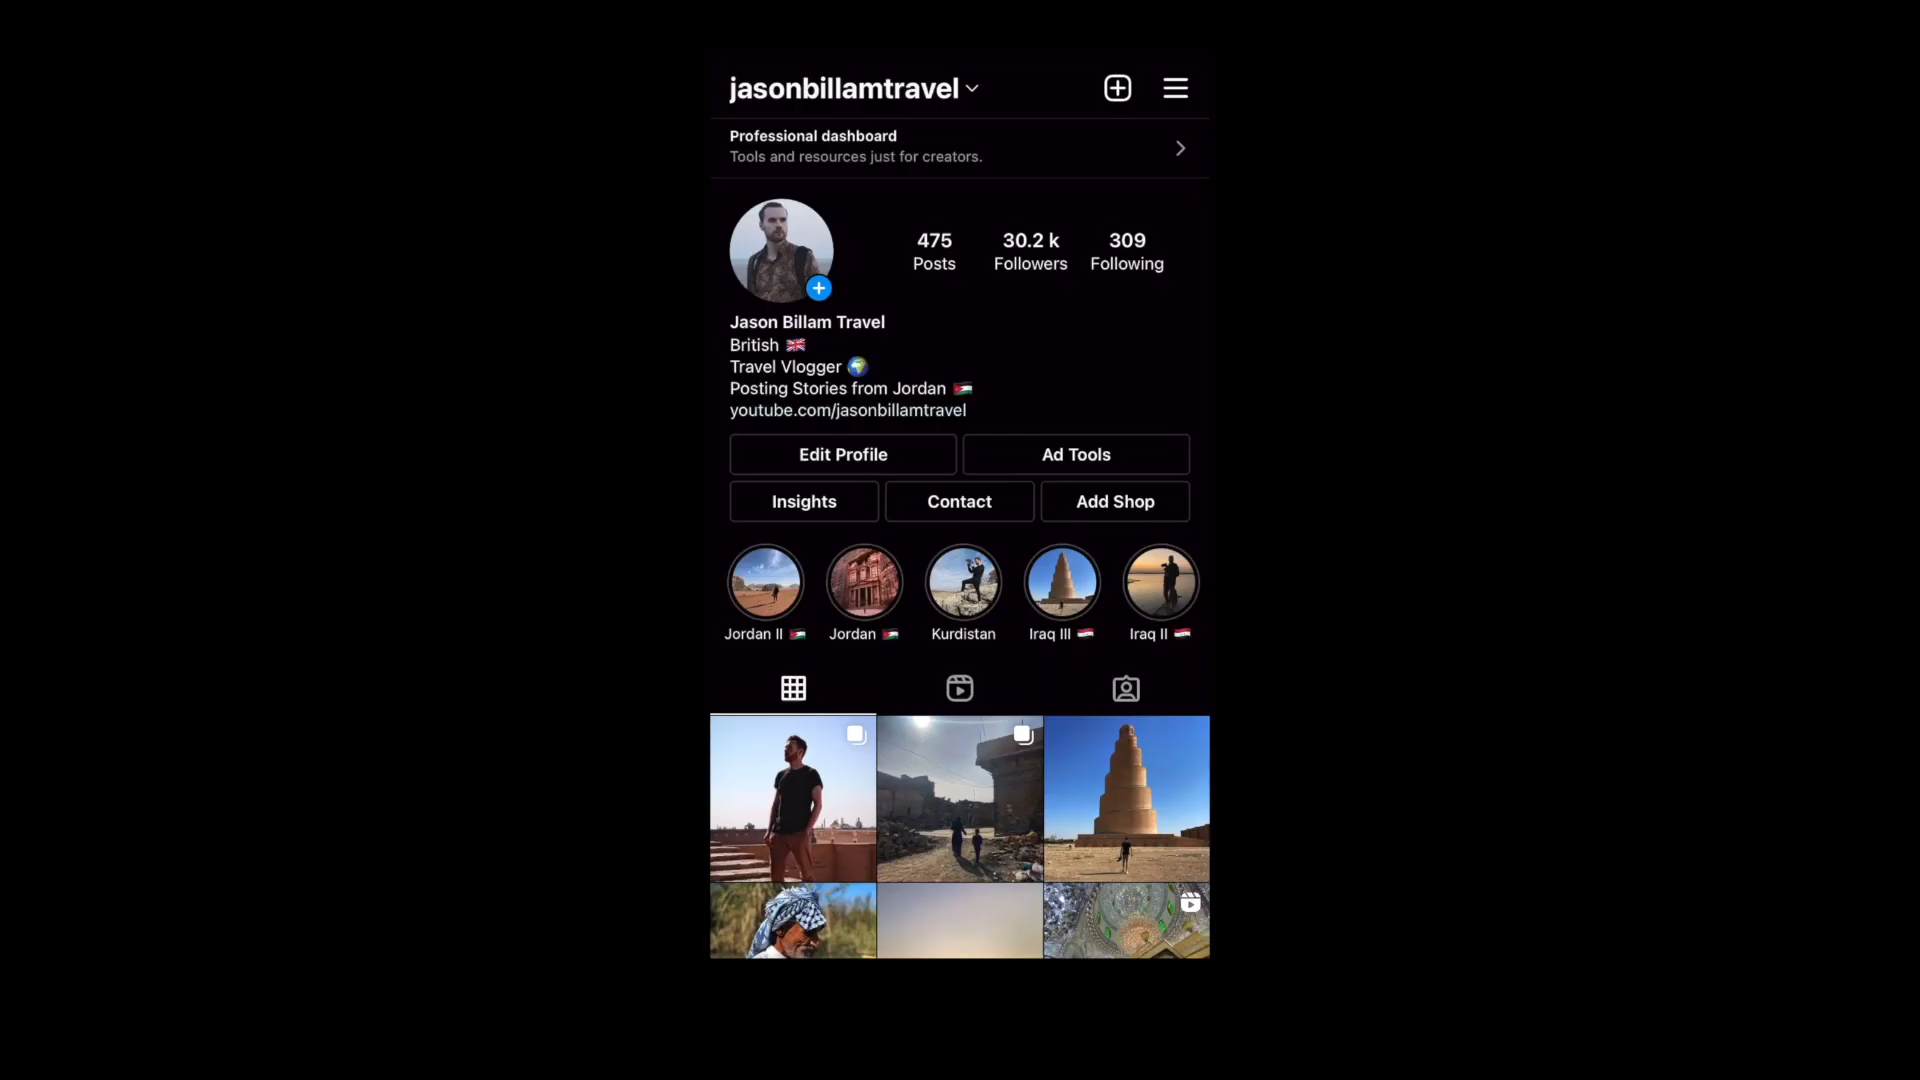 jasonbillamtravel
Professional dashboard
Tools and resources just for creators.
475 30.2 k 309
Posts Followers Following
Jason Billam Travel
British 🇬🇧
Travel Vlogger 🌍
Posting Stories from Jordan 🇯🇴
youtube.com/jasonbillamtravel
Edit Profile Ad Tools
Insights Contact Add Shop
Jordan II 🇯🇴 Jordan 🇯🇴 Kurdistan Iraq III 🇮🇶 Iraq II 🇮🇶